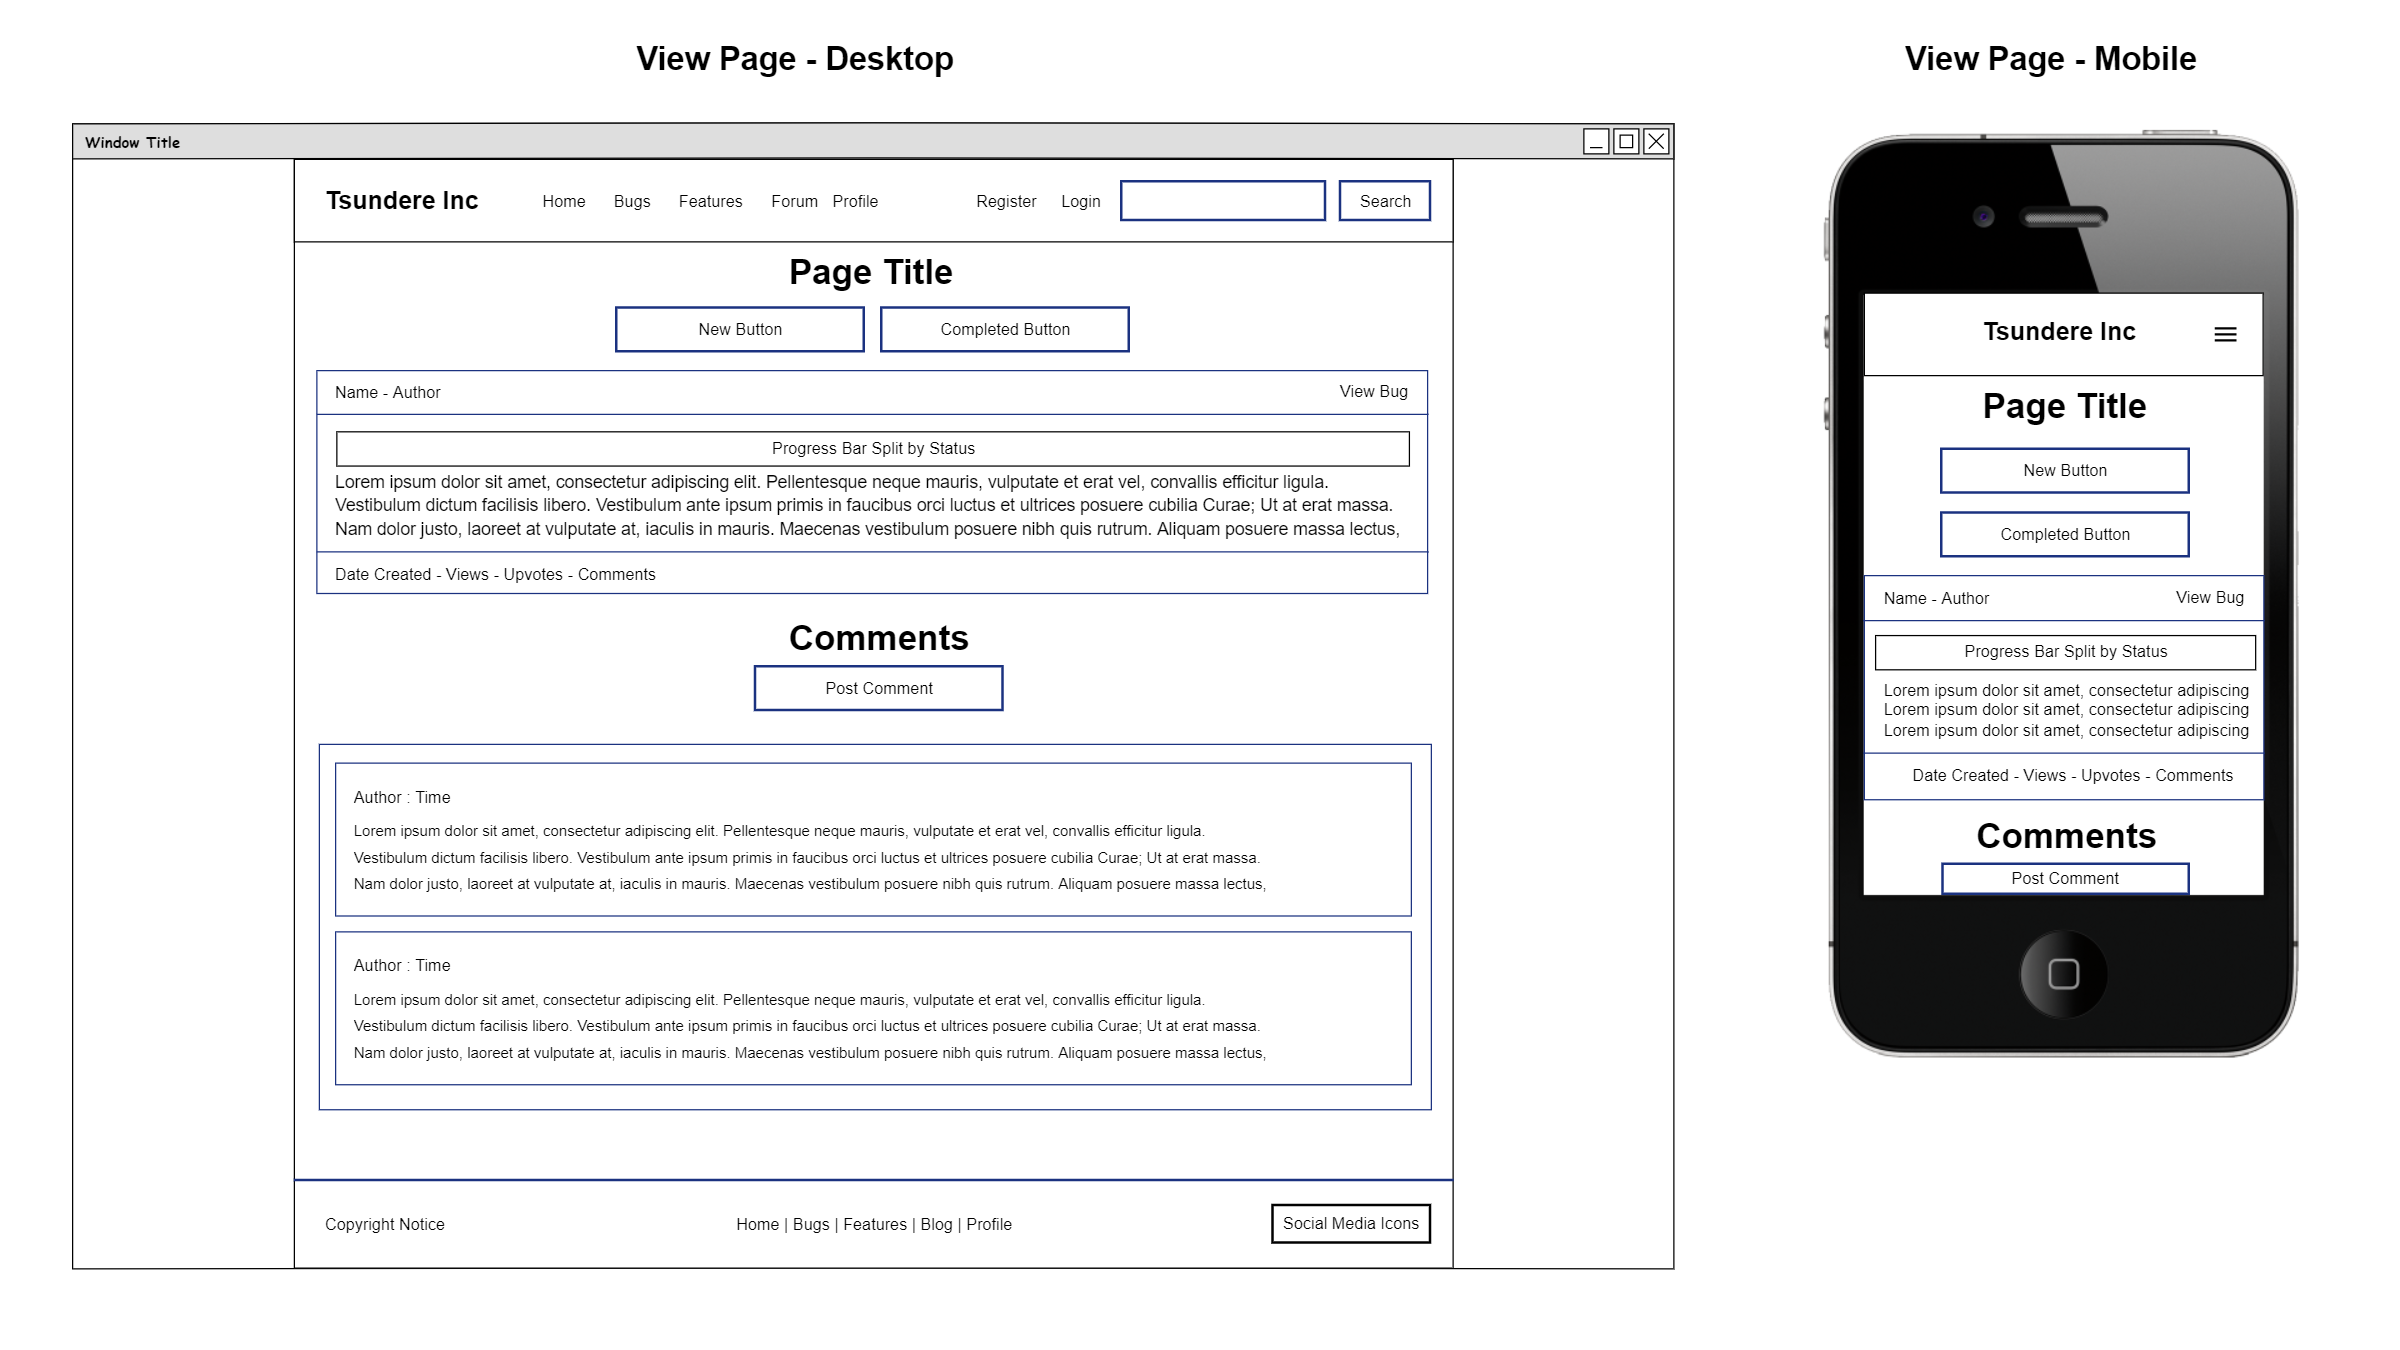 View Page - Desktop
Window Title
Tsundere Inc Home Bugs Features Forum Profile Register Login Search
Page Title
New Button Completed Button
Name - Author View Bug
Progress Bar Split by Status
Lorem ipsum dolor sit amet, consectetur adipiscing elit. Pellentesque neque mauris, vulputate et erat vel, convallis efficitur ligula.
Vestibulum dictum facilisis libero. Vestibulum ante ipsum primis in faucibus orci luctus et ultrices posuere cubilia Curae; Ut at erat massa.
Nam dolor justo, laoreet at vulputate at, iaculis in mauris. Maecenas vestibulum posuere nibh quis rutrum. Aliquam posuere massa lectus,
Date Created - Views - Upvotes - Comments
Comments
Post Comment
Author : Time
Lorem ipsum dolor sit amet, consectetur adipiscing elit. Pellentesque neque mauris, vulputate et erat vel, convallis efficitur ligula.
Vestibulum dictum facilisis libero. Vestibulum ante ipsum primis in faucibus orci luctus et ultrices posuere cubilia Curae; Ut at erat massa.
Nam dolor justo, laoreet at vulputate at, iaculis in mauris. Maecenas vestibulum posuere nibh quis rutrum. Aliquam posuere massa lectus,
Author : Time
Lorem ipsum dolor sit amet, consectetur adipiscing elit. Pellentesque neque mauris, vulputate et erat vel, convallis efficitur ligula.
Vestibulum dictum facilisis libero. Vestibulum ante ipsum primis in faucibus orci luctus et ultrices posuere cubilia Curae; Ut at erat massa.
Nam dolor justo, laoreet at vulputate at, iaculis in mauris. Maecenas vestibulum posuere nibh quis rutrum. Aliquam posuere massa lectus,
Copyright Notice Home | Bugs | Features | Blog | Profile Social Media Icons
View Page - Mobile
Tsundere Inc
Page Title
New Button
Completed Button
Name - Author View Bug
Progress Bar Split by Status
Lorem ipsum dolor sit amet, consectetur adipiscing
Lorem ipsum dolor sit amet, consectetur adipiscing
Lorem ipsum dolor sit amet, consectetur adipiscing
Date Created - Views - Upvotes - Comments
Comments
Post Comment